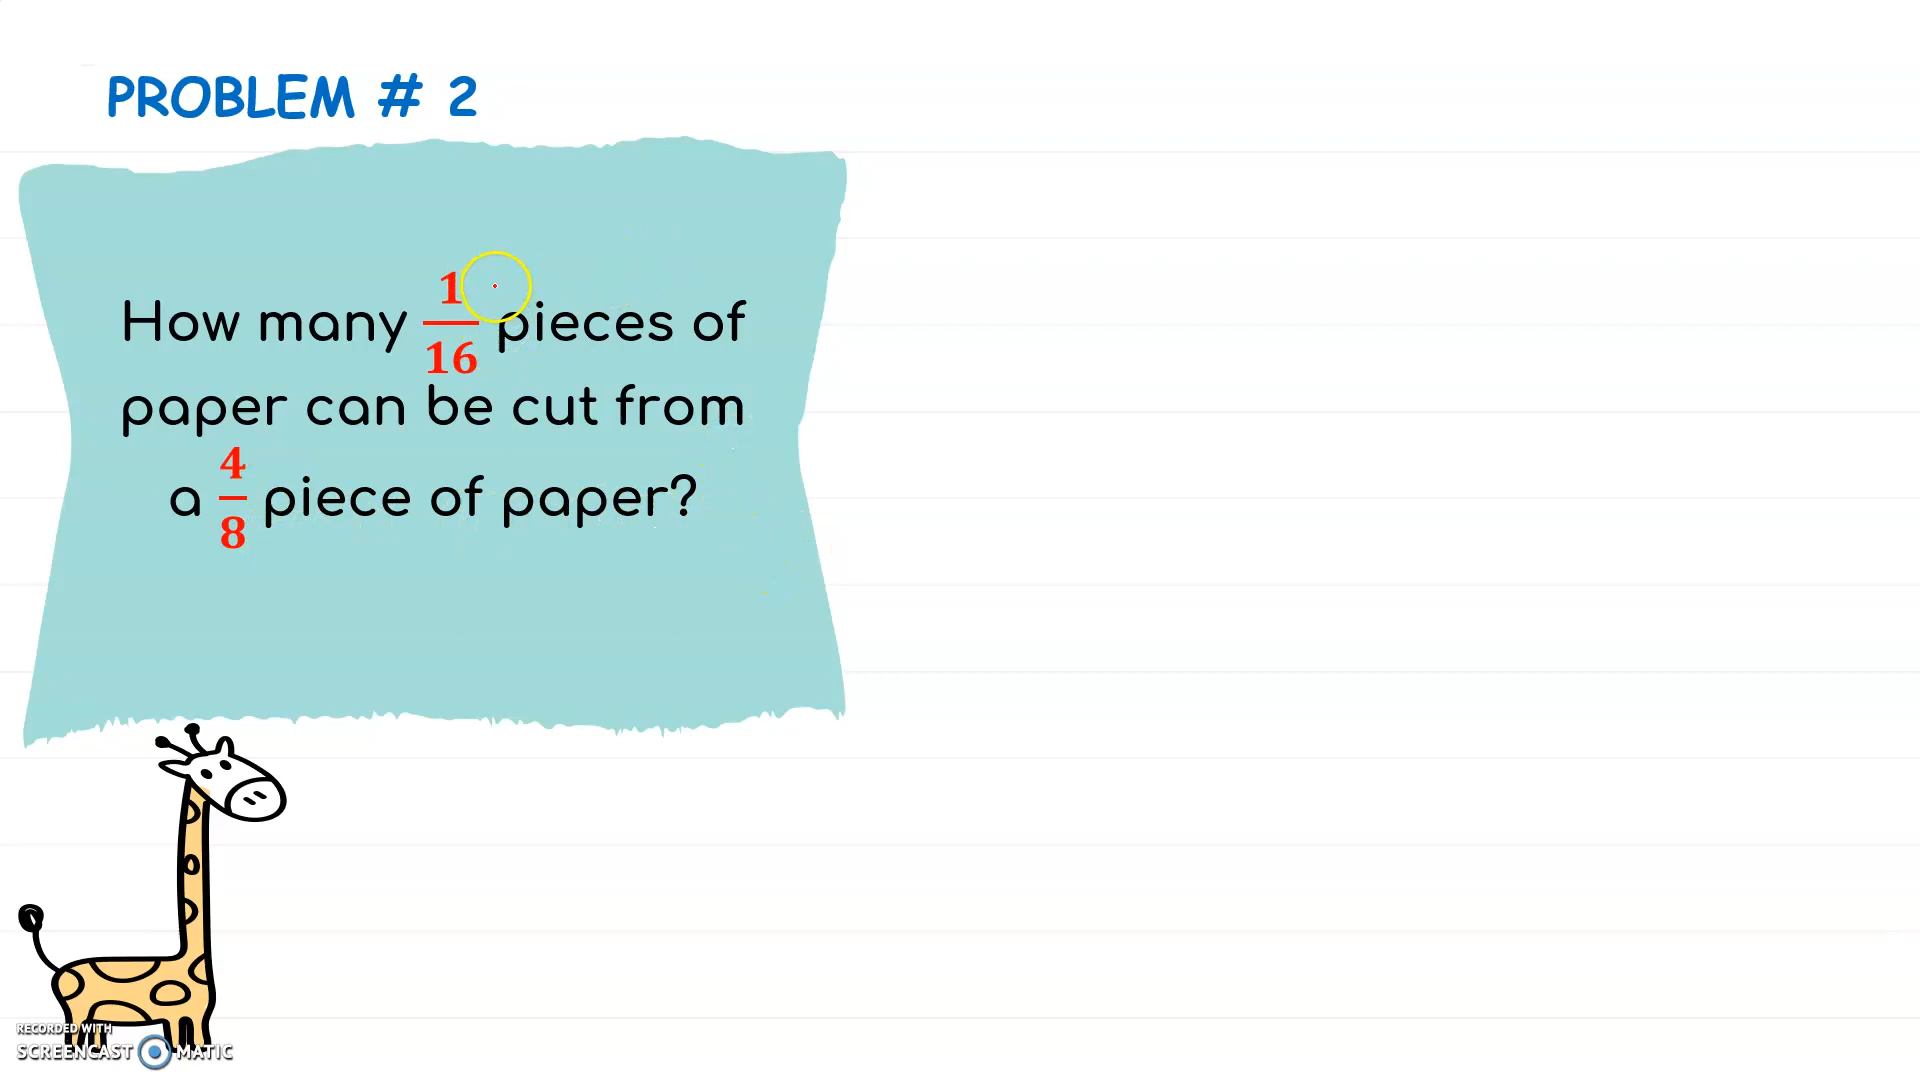 PROBLEM # 2
How many 1/16 pieces of
paper can be cut from
a 4/8 piece of paper?
RECORDED WITH
SCREENCAST MATIC